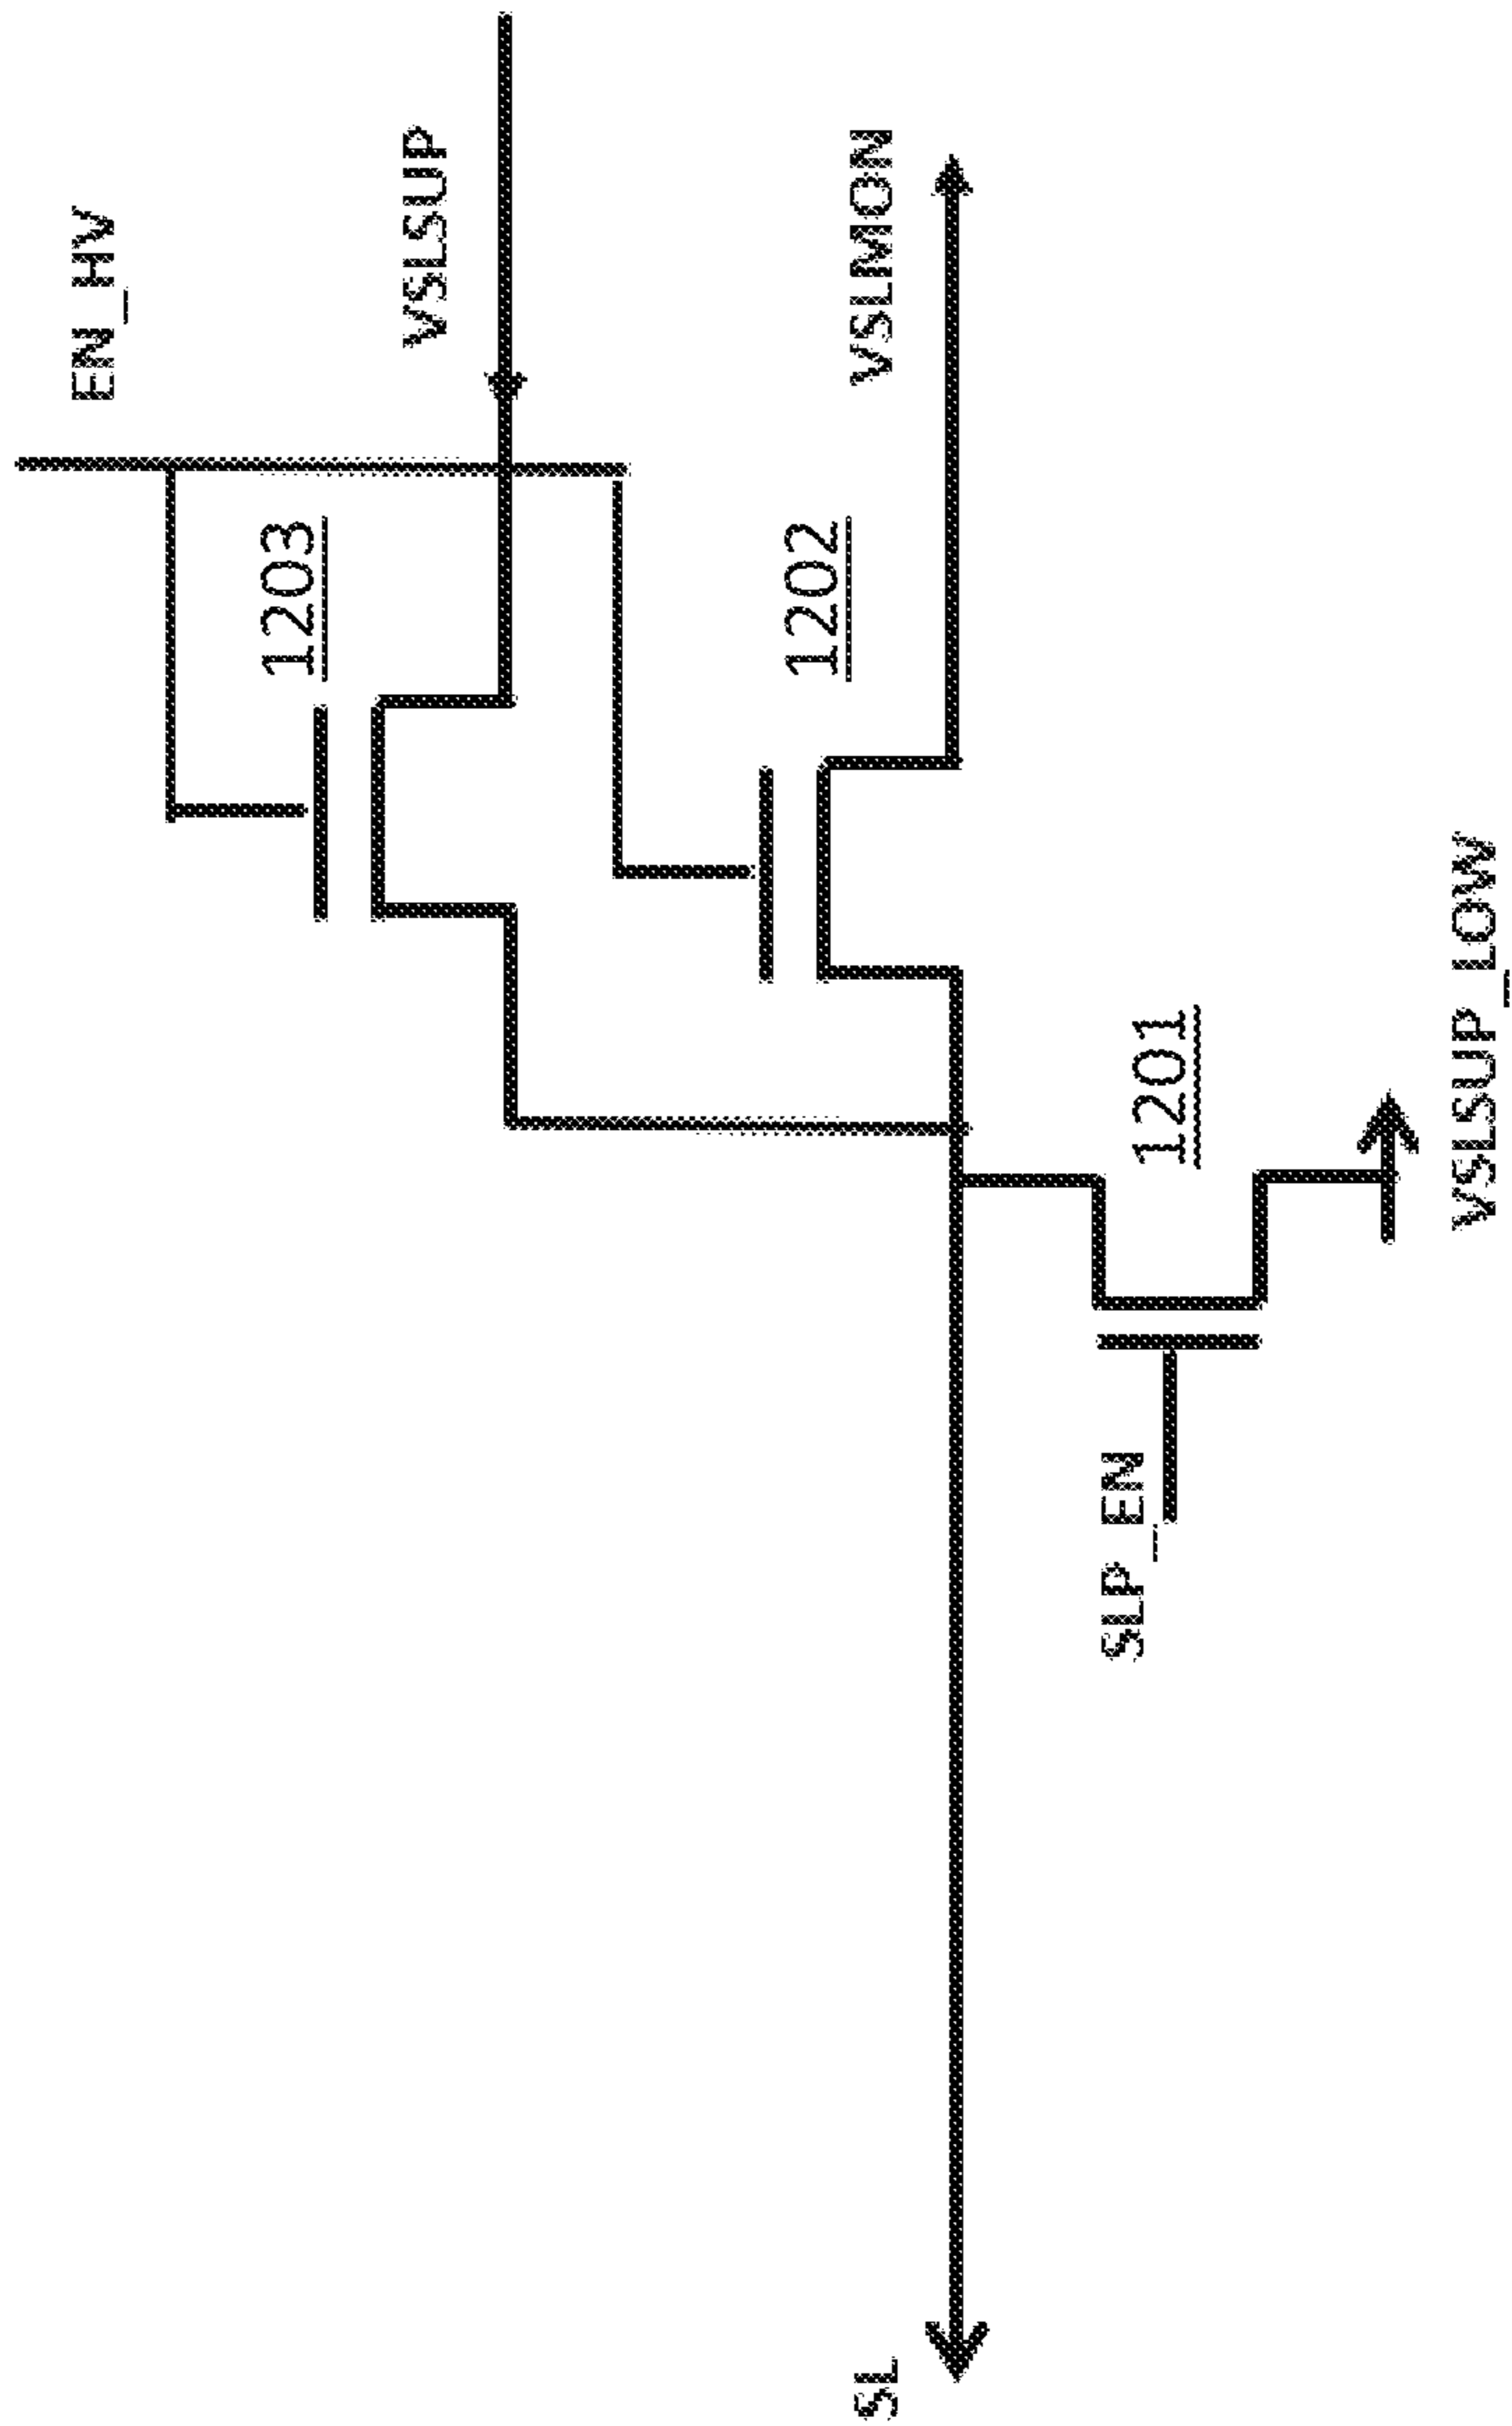 EN_HV
VSLSUP
1203
VSLMON
1202
1201
VSLSUP_LOW
SLP_EN
SL